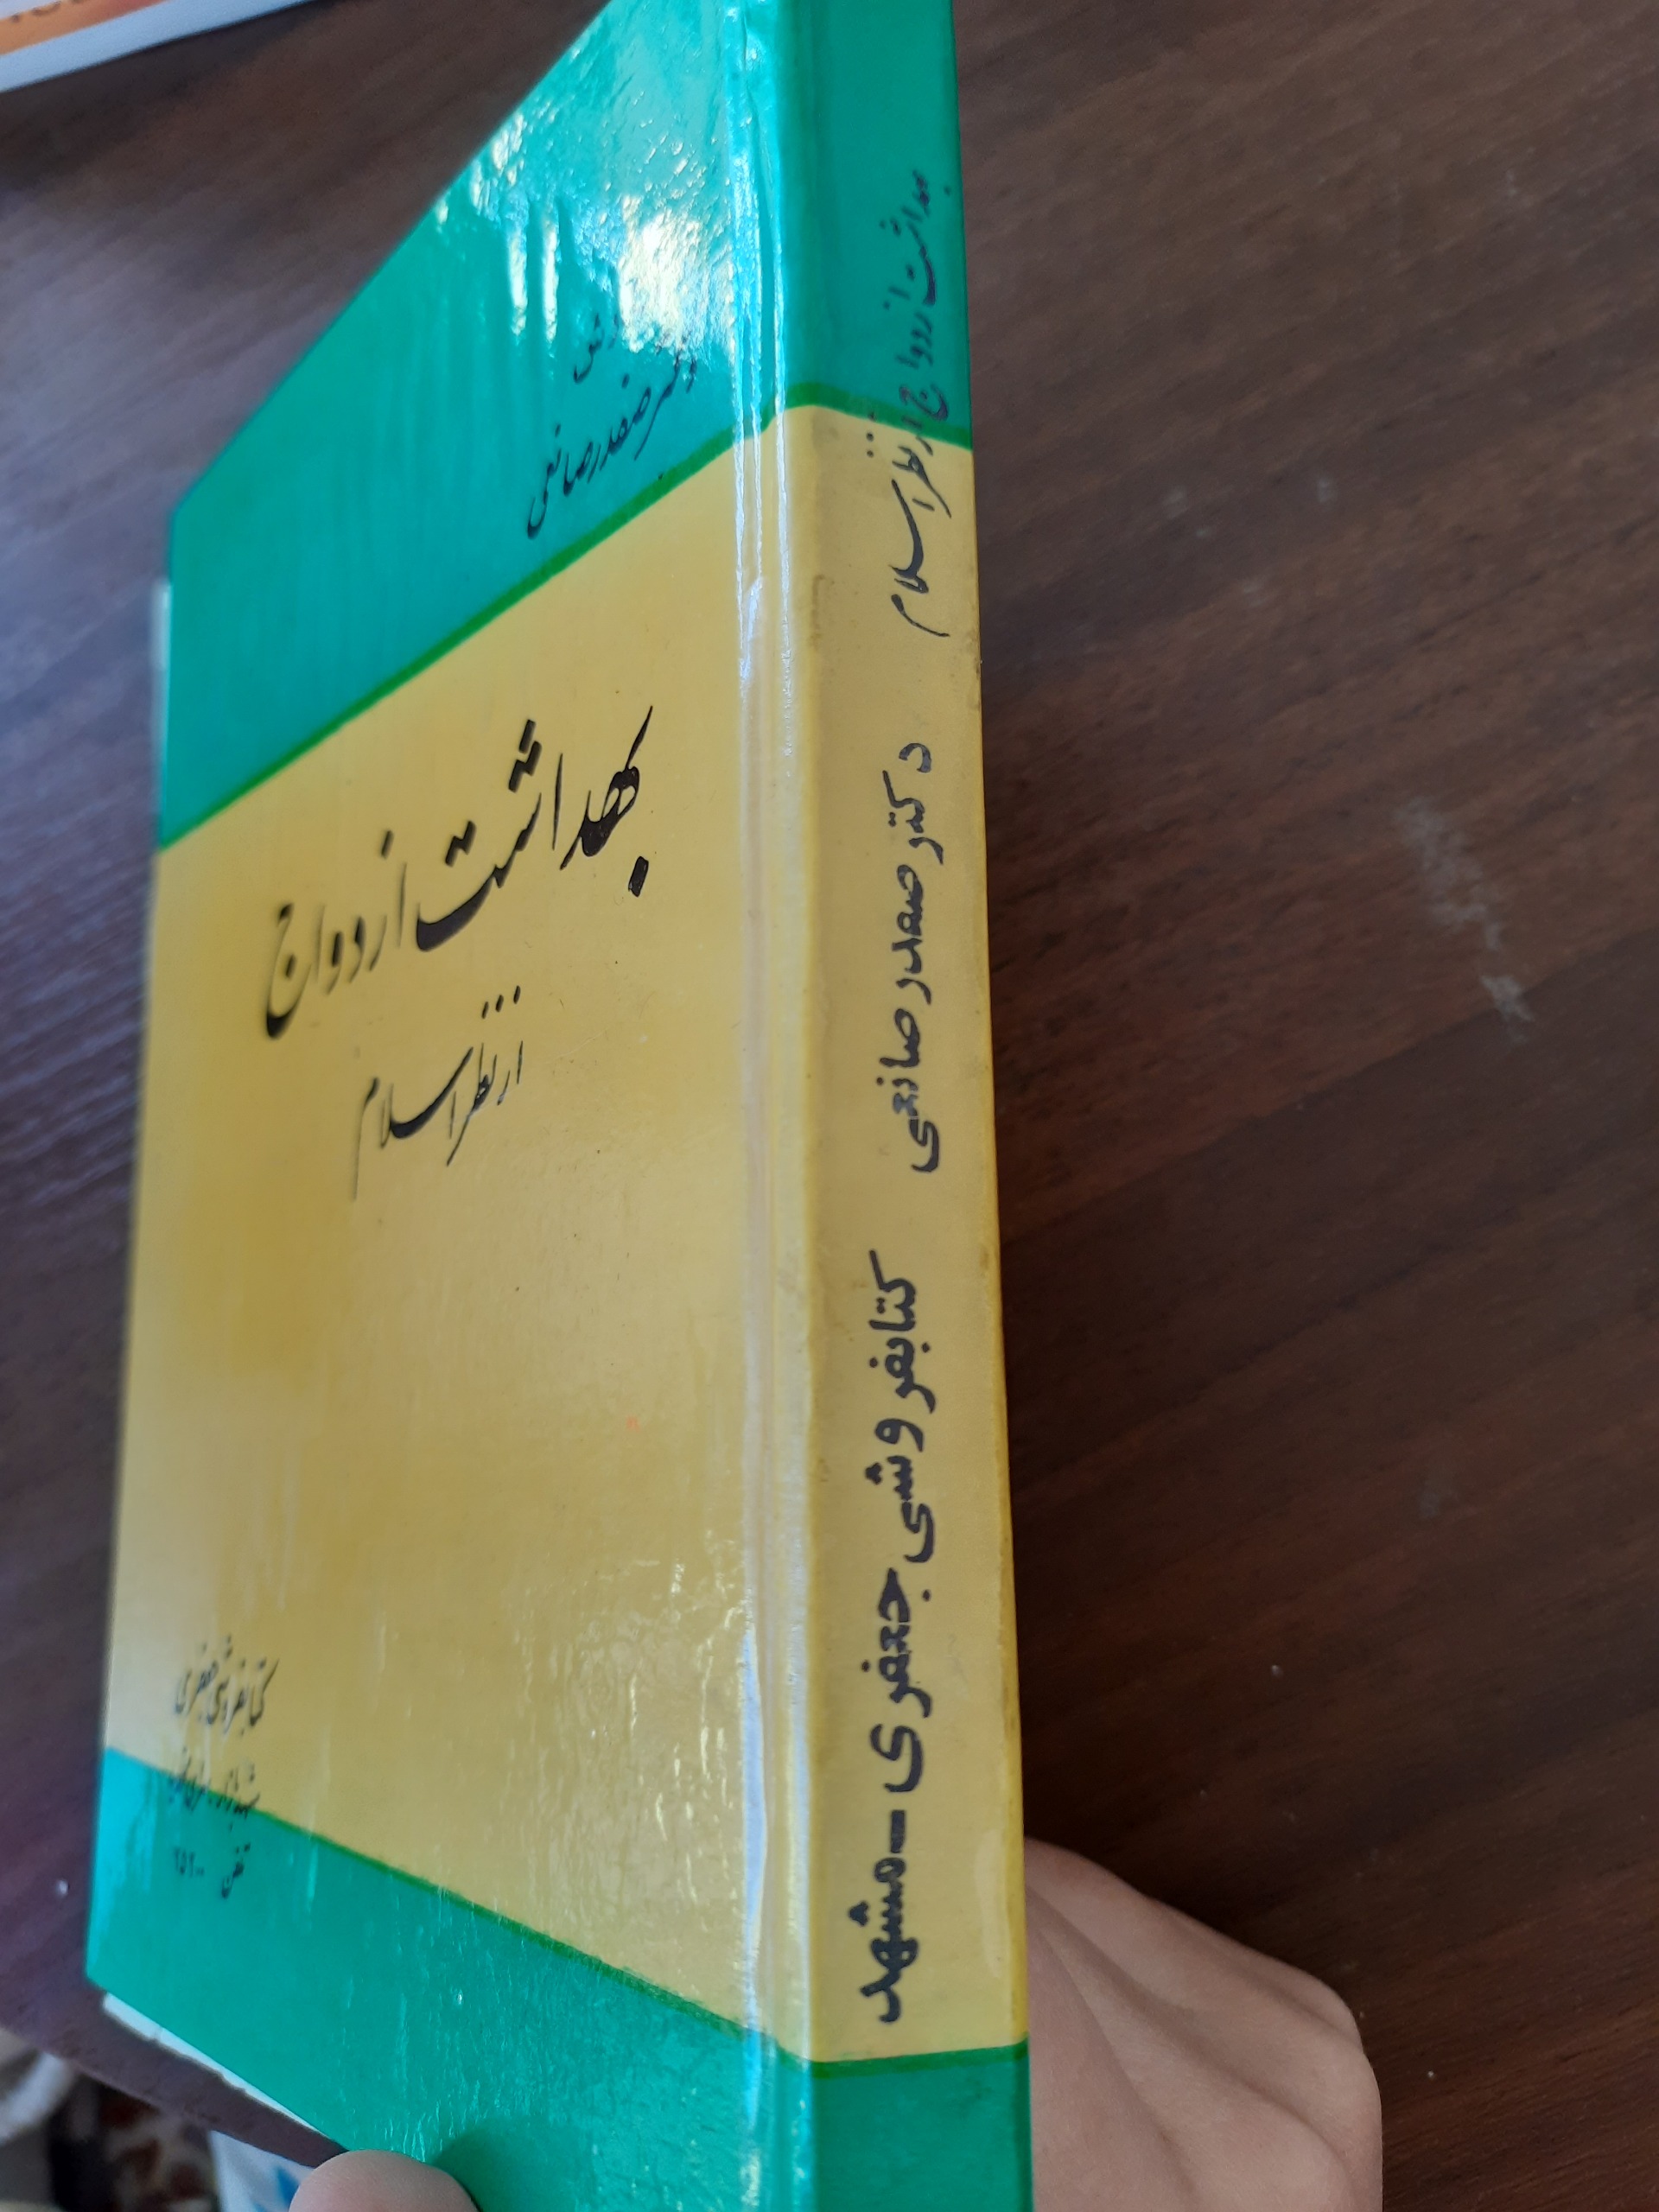 دکتر صفدر صانعی
بهداشت ازدواج
از نظر اسلام
کتابفروشی جعفری
تلفن
بهداشت ازدواج از نظر اسلام
دکتر صفدر صانعی
کتابفروشی جعفری - مشهد